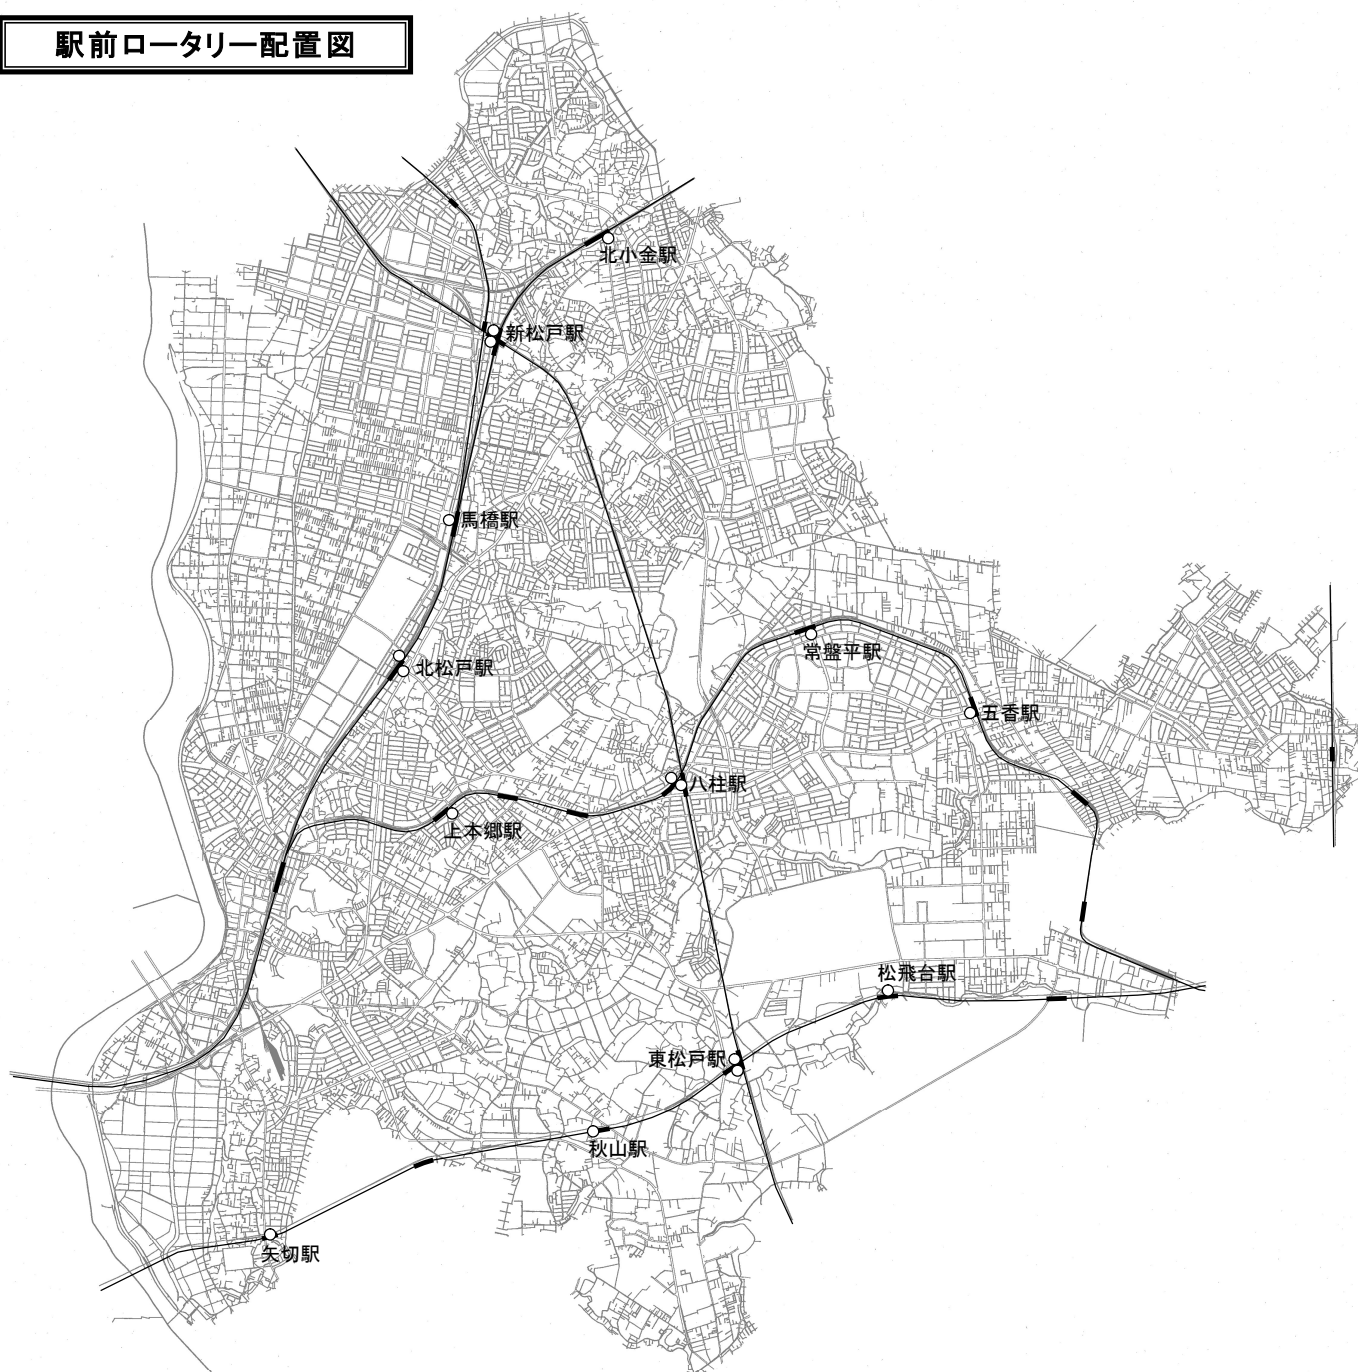 駅前ロータリー配置図
北小金駅
新松戸駅
馬橋駅
北松戸駅
常盤平駅
五香駅
八柱駅
上本郷駅
松飛台駅
東松戸駅
秋山駅
矢切駅